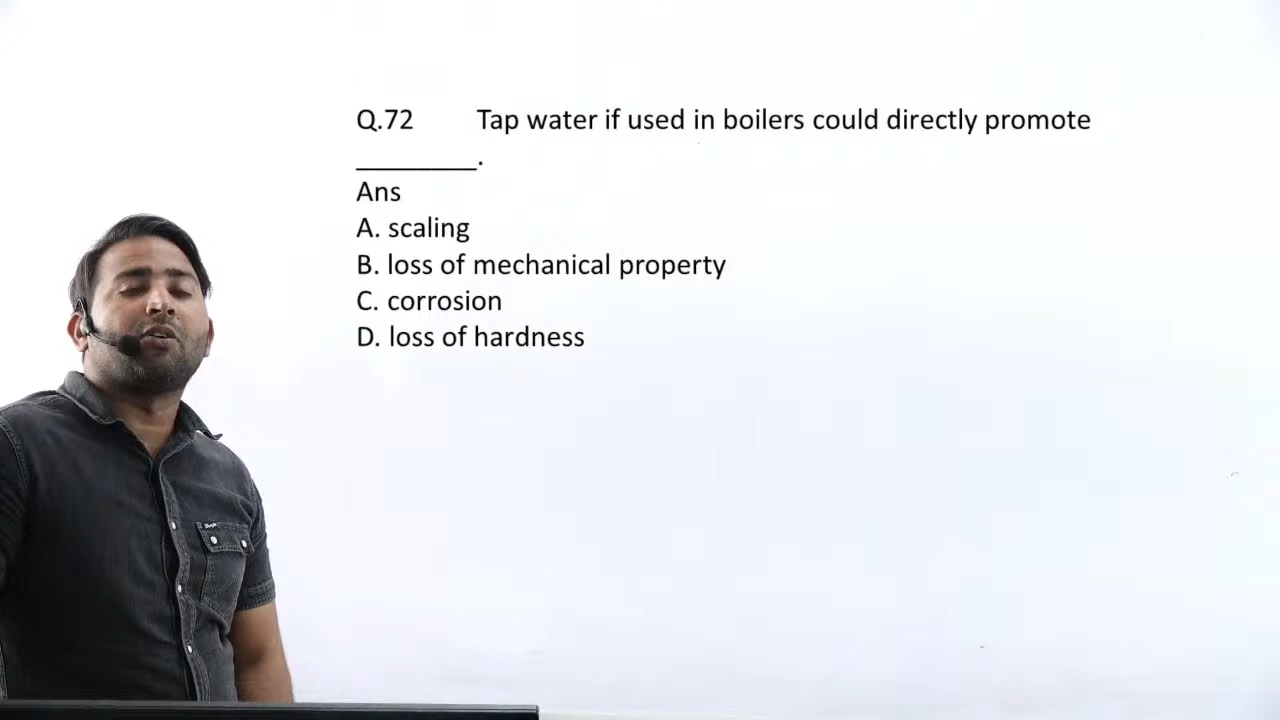 Q.72 Tap water if used in boilers could directly promote
________.
Ans
A. scaling
B. loss of mechanical property
C. corrosion
D. loss of hardness